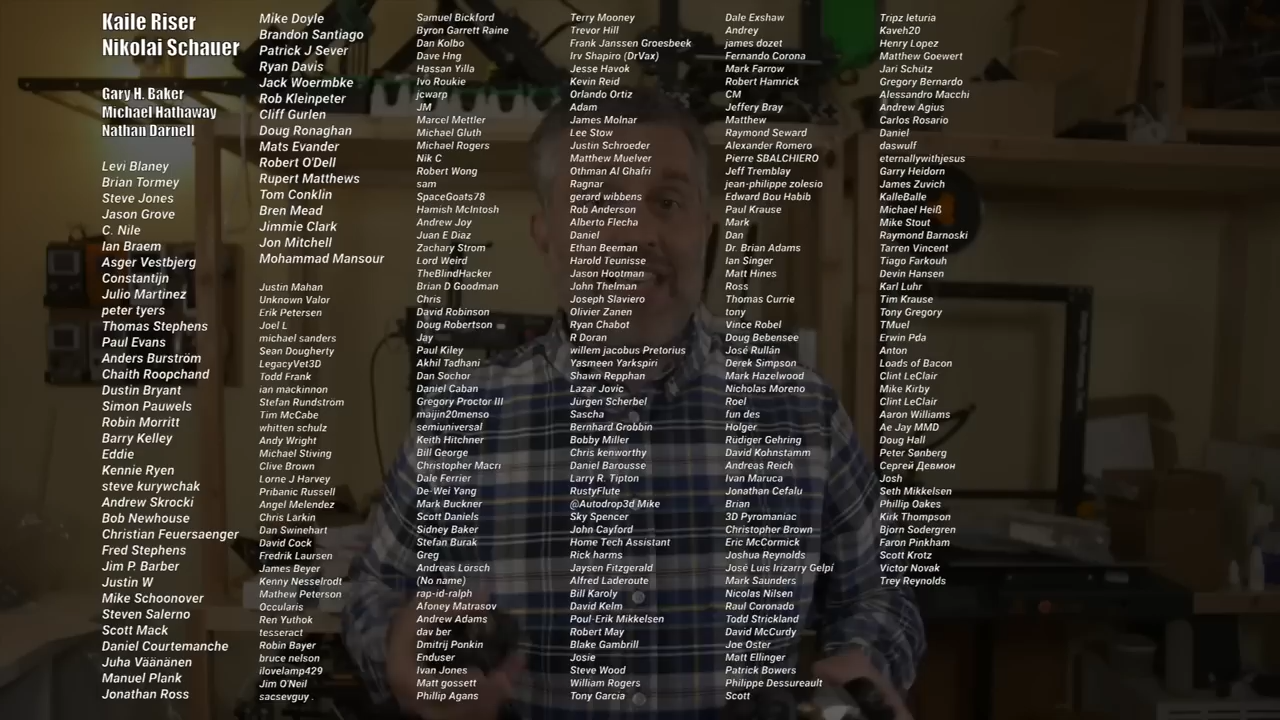 Kaile Riser
Nikolai Schauer
Gary H. Baker
Michael Hathaway
Nathan Darnell
Levi Blaney
Brian Tormey
Steve Jones
Jason Grove
C. Nile
Ian Braem
Asger Vestbjerg
Constantijn
Julio Martinez
peter tyers
Thomas Stephens
Paul Evans
Anders Burström
Chaith Roopchand
Dustin Bryant
Simon Pauwels
Robin Morritt
Barry Kelley
Eddie
Kennie Ryen
steve kurywchak
Andrew Skrocki
Bob Newhouse
Christian Feuersaenger
Fred Stephens
Jim P. Barber
Justin W
Mike Schoonover
Steven Salerno
Scott Mack
Daniel Courtemanche
Juha Väänänen
Manuel Plank
Jonathan Ross
Mike Doyle
Brandon Santiago
Patrick J Sever
Ryan Davis
Jack Woermbke
Rob Kleinpeter
Cliff Gurlen
Doug Ronaghan
Mats Evander
Robert O'Dell
Rupert Matthews
Tom Conklin
Bren Mead
Jimmie Clark
Jon Mitchell
Mohammad Mansour
Justin Mahan
Unknown Valor
Erik Petersen
Joel L
michael sanders
Sean Dougherty
LegacyVet3D
Todd Frank
ian mackinnon
Stefan Rundstrom
Tim McCabe
whitten schulz
Andy Wright
Michael Stiving
Clive Brown
Lorne J Harvey
Pribanic Russell
Angel Melendez
Chris Larkin
Dan Swinehart
David Cock
Fredrik Laursen
James Beyer
Kenny Nesselrodt
Mathew Peterson
Occularis
Ren Yuthok
tesseract
Robin Bayer
bruce nelson
ilovelamp429
Jim O'Neil
sacsevguy .
Samuel Bickford
Byron Garrett Raine
Dan Kolbo
Dave Hng
Hassan Yilla
Ivo Roukie
jcwarp
JM
Marcel Mettler
Michael Gluth
Michael Rogers
Nik C
Robert Wong
sam
SpaceGoats78
Hamish McIntosh
Andrew Joy
Juan E Diaz
Zachary Strom
Lord Weird
TheBlindHacker
Brian D Goodman
Chris
David Robinson
Doug Robertson
Jay
Paul Kiley
Akhil Tadhani
Dan Sochor
Daniel Caban
Gregory Proctor III
maijin20menso
semiuniversal
Keith Hitchner
Bill George
Christopher Macri
Dale Ferrier
De-Wei Yang
Mark Buckner
Scott Daniels
Sidney Baker
Stefan Burak
Greg
Andreas Lorsch
(No name)
rap-id-ralph
Afoney Matrasov
Andrew Adams
dav ber
Dmitrij Ponkin
Enduser
Ivan Jones
Matt gossett
Phillip Agans
Terry Mooney
Trevor Hill
Frank Janssen Groesbeek
Irv Shapiro (DrVax)
Jesse Havok
Kevin Reid
Orlando Ortiz
Adam
James Molnar
Lee Stow
Justin Schroeder
Matthew Muelver
Othman Al Ghafri
Ragnar
gerard wibbens
Rob Anderson
Alberto Flecha
Daniel
Ethan Beeman
Harold Teunisse
Jason Hootman
John Thelman
Joseph Slaviero
Olivier Zanen
Ryan Chabot
R Doran
willem jacobus Pretorius
Yasmeen Yarkspiri
Shawn Repphan
Lazar Jovic
Jurgen Scherbel
Sascha
Bernhard Grobbin
Bobby Miller
Chris kenworthy
Daniel Barousse
Larry R. Tipton
RustyFlute
@Autodrop3d Mike
Sky Spencer
John Cayford
Home Tech Assistant
Rick harms
Jaysen Fitzgerald
Alfred Laderoute
Bill Karoly
David Kelm
Poul-Erik Mikkelsen
Robert May
Blake Gambrill
Josie
Steve Wood
William Rogers
Tony Garcia
Dale Exshaw
Andrey
james dozet
Fernando Corona
Mark Farrow
Robert Hamrick
CM
Jeffery Bray
Matthew
Raymond Seward
Alexander Romero
Pierre SBALCHIERO
Jeff Tremblay
jean-philippe zolesio
Edward Bou Habib
Paul Krause
Mark
Dan
Dr. Brian Adams
Ian Singer
Matt Hines
Ross
Thomas Currie
tony
Vince Robel
Doug Bebensee
José Rullán
Derek Simpson
Mark Hazelwood
Nicholas Moreno
Roel
fun des
Holger
Rüdiger Gehring
David Kohnstamm
Andreas Reich
Ivan Maruca
Jonathan Cefalu
Brian
3D Pyromaniac
Christopher Brown
Eric McCormick
Joshua Reynolds
José Luis Irizarry Gelpí
Mark Saunders
Nicolas Nilsen
Raul Coronado
Todd Strickland
David McCurdy
Joe Oster
Matt Ellinger
Patrick Bowers
Philippe Dessureault
Scott
Tripz leturia
Kaveh20
Henry Lopez
Matthew Goewert
Jari Schütz
Gregory Bernardo
Alessandro Macchi
Andrew Agius
Carlos Rosario
Daniel
daswulf
eternallywithjesus
Garry Heidorn
James Zuvich
KalleBalle
Michael Heiß
Mike Stout
Raymond Barnoski
Tarren Vincent
Tiago Farkouh
Devin Hansen
Karl Luhr
Tim Krause
Tony Gregory
TMuel
Erwin Pda
Anton
Loads of Bacon
Clint LeClair
Mike Kirby
Clint LeClair
Aaron Williams
Ae Jay MMD
Doug Hall
Peter Sønberg
Сергей Девмон
Josh
Seth Mikkelsen
Phillip Oakes
Kirk Thompson
Bjorn Sodergren
Faron Pinkham
Scott Krotz
Victor Novak
Trey Reynolds